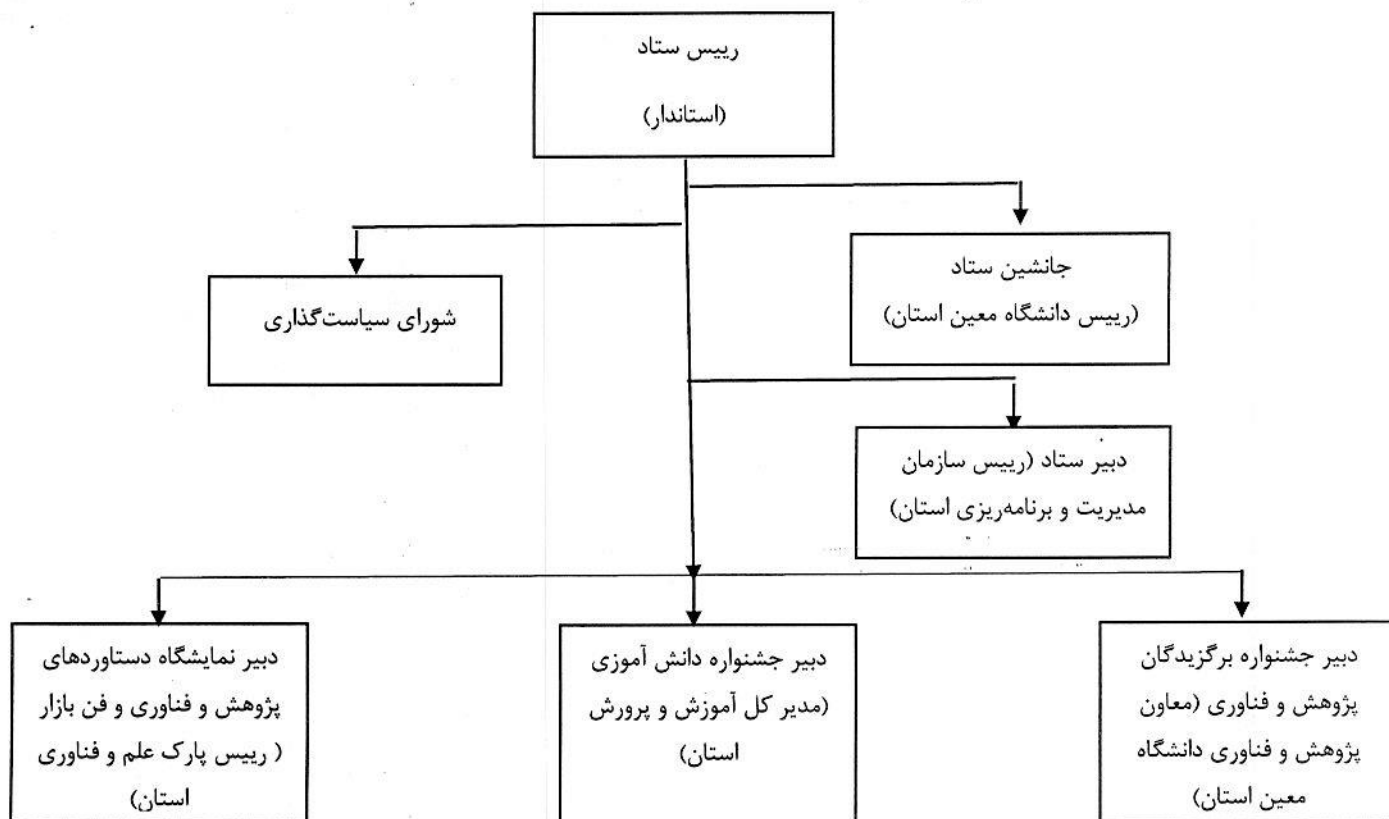 رییس ستاد
(استاندار)
جانشین ستاد
(رییس دانشگاه معین استان)
شورای سیاست‌گذاری
دبیر ستاد (رییس سازمان
مدیریت و برنامه‌ریزی استان)
دبیر جشنواره برگزیدگان
پژوهش و فناوری (معاون
پژوهش و فناوری دانشگاه
معین استان)
دبیر جشنواره دانش آموزی
(مدیر کل آموزش و پرورش
استان)
دبیر نمایشگاه دستاوردهای
پژوهش و فناوری و فن بازار
( رییس پارک علم و فناوری
استان)